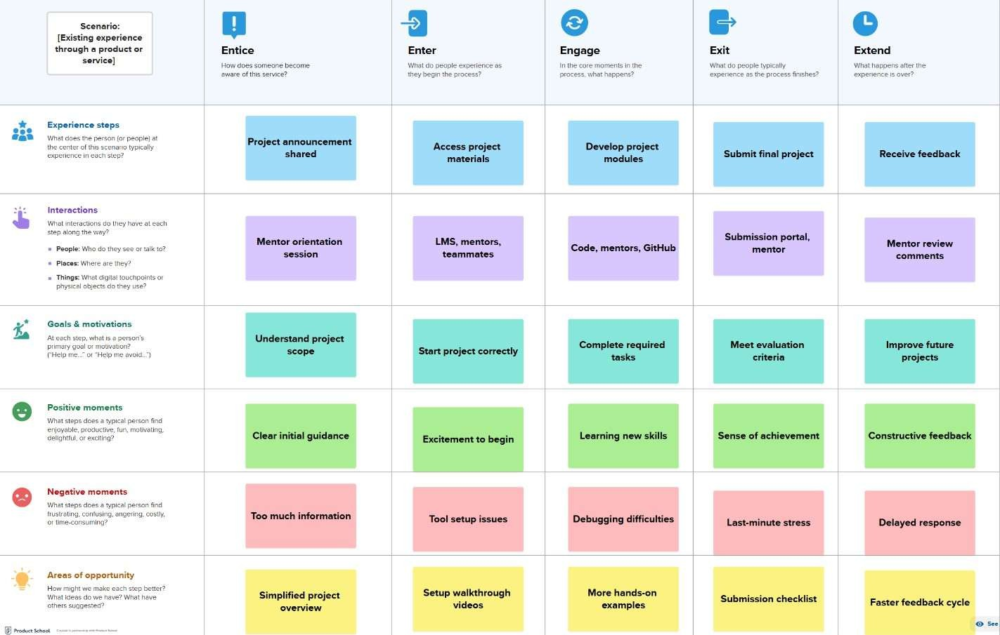 Scenario:
[Existing experience
through a product or
service]
Entice
How does someone become
aware of this service?
Enter
What do people experience as
they begin the process?
Engage
In the core moments in the
process, what happens?
Exit
What do people typically
experience as the process finishes?
Extend
What happens after the
experience is over?
Experience steps
What does the person (or people) at
the center of this scenario typically
experience in each step?
Project announcement
shared
Access project
materials
Develop project
modules
Submit final project
Receive feedback
Interactions
What interactions do they have at each
step along the way?
People: Who do they see or talk to?
Places: Where are they?
Things: What digital touchpoints or
physical objects do they use?
Mentor orientation
session
LMS, mentors,
teammates
Code, mentors, GitHub
Submission portal,
mentor
Mentor review
comments
Goals & motivations
At each step, what is a person's
primary goal or motivation?
("Help me..." or "Help me avoid...")
Understand project
scope
Start project correctly
Complete required
tasks
Meet evaluation
criteria
Improve future
projects
Positive moments
What steps does a typical person find
enjoyable, productive, fun, motivating,
delightful, or exciting?
Clear initial guidance
Excitement to begin
Learning new skills
Sense of achievement
Constructive feedback
Negative moments
What steps does a typical person find
frustrating, confusing, angering, costly,
or time-consuming?
Too much information
Tool setup issues
Debugging difficulties
Last-minute stress
Delayed response
Areas of opportunity
How might we make each step better?
What ideas do we have? What have
others suggested?
Simplified project
overview
Setup walkthrough
videos
More hands-on
examples
Submission checklist
Faster feedback cycle
Product School
Created in partnership with Product School
See